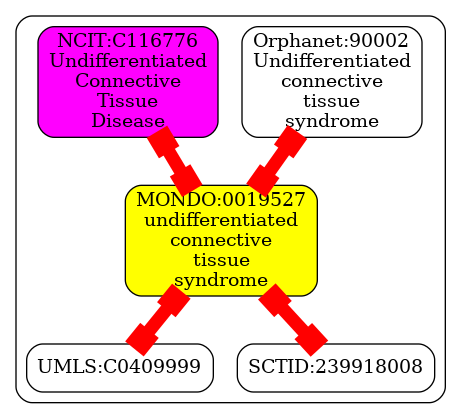 NCIT:C116776
Undifferentiated
Connective
Tissue
Disease
Orphanet:90002
Undifferentiated
connective
tissue
syndrome
MONDO:0019527
undifferentiated
connective
tissue
syndrome
UMLS:C0409999
SCTID:239918008